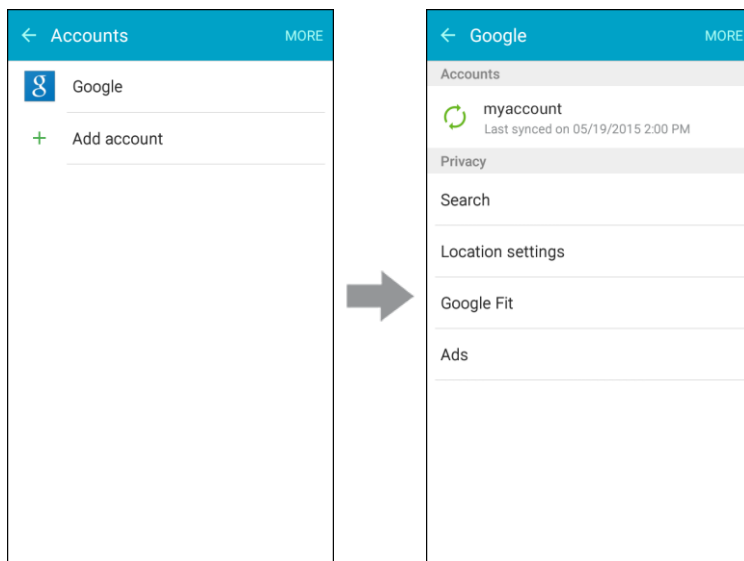 Accounts MORE
Google
Add account
Google MORE
Accounts
myaccount
Last synced on 05/19/2015 2:00 PM
Privacy
Search
Location settings
Google Fit
Ads